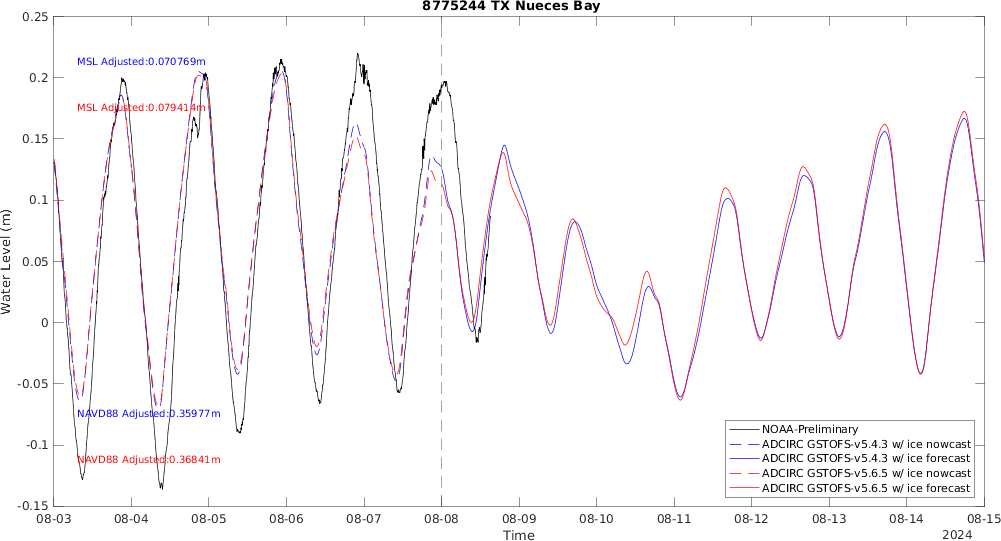 8775244 TX Nueces Bay
0.25
0.2
0.15
0.1
0.05
0
-0.05
-0.1
-0.15
Water Level (m)
MSL Adjusted:0.070769m
MSL Adjusted:0.079414m
NAVD88 Adjusted:0.35977m
NAVD88 Adjusted:0.36841m
NOAA-Preliminary
ADCIRC GSTOFS-v5.4.3 w/ ice nowcast
ADCIRC GSTOFS-v5.4.3 w/ ice forecast
ADCIRC GSTOFS-v5.6.5 w/ ice nowcast
ADCIRC GSTOFS-v5.6.5 w/ ice forecast
08-03 08-04 08-05 08-06 08-07 08-08 08-09 08-10 08-11 08-12 08-13 08-14 08-15
Time
2024